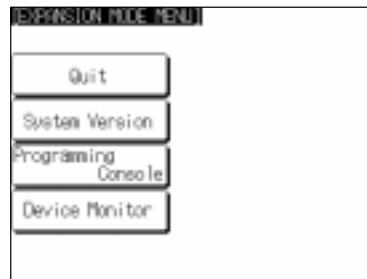 [EXPANSION MODE MENU]
Quit
System Version
Programming
Console
Device Monitor